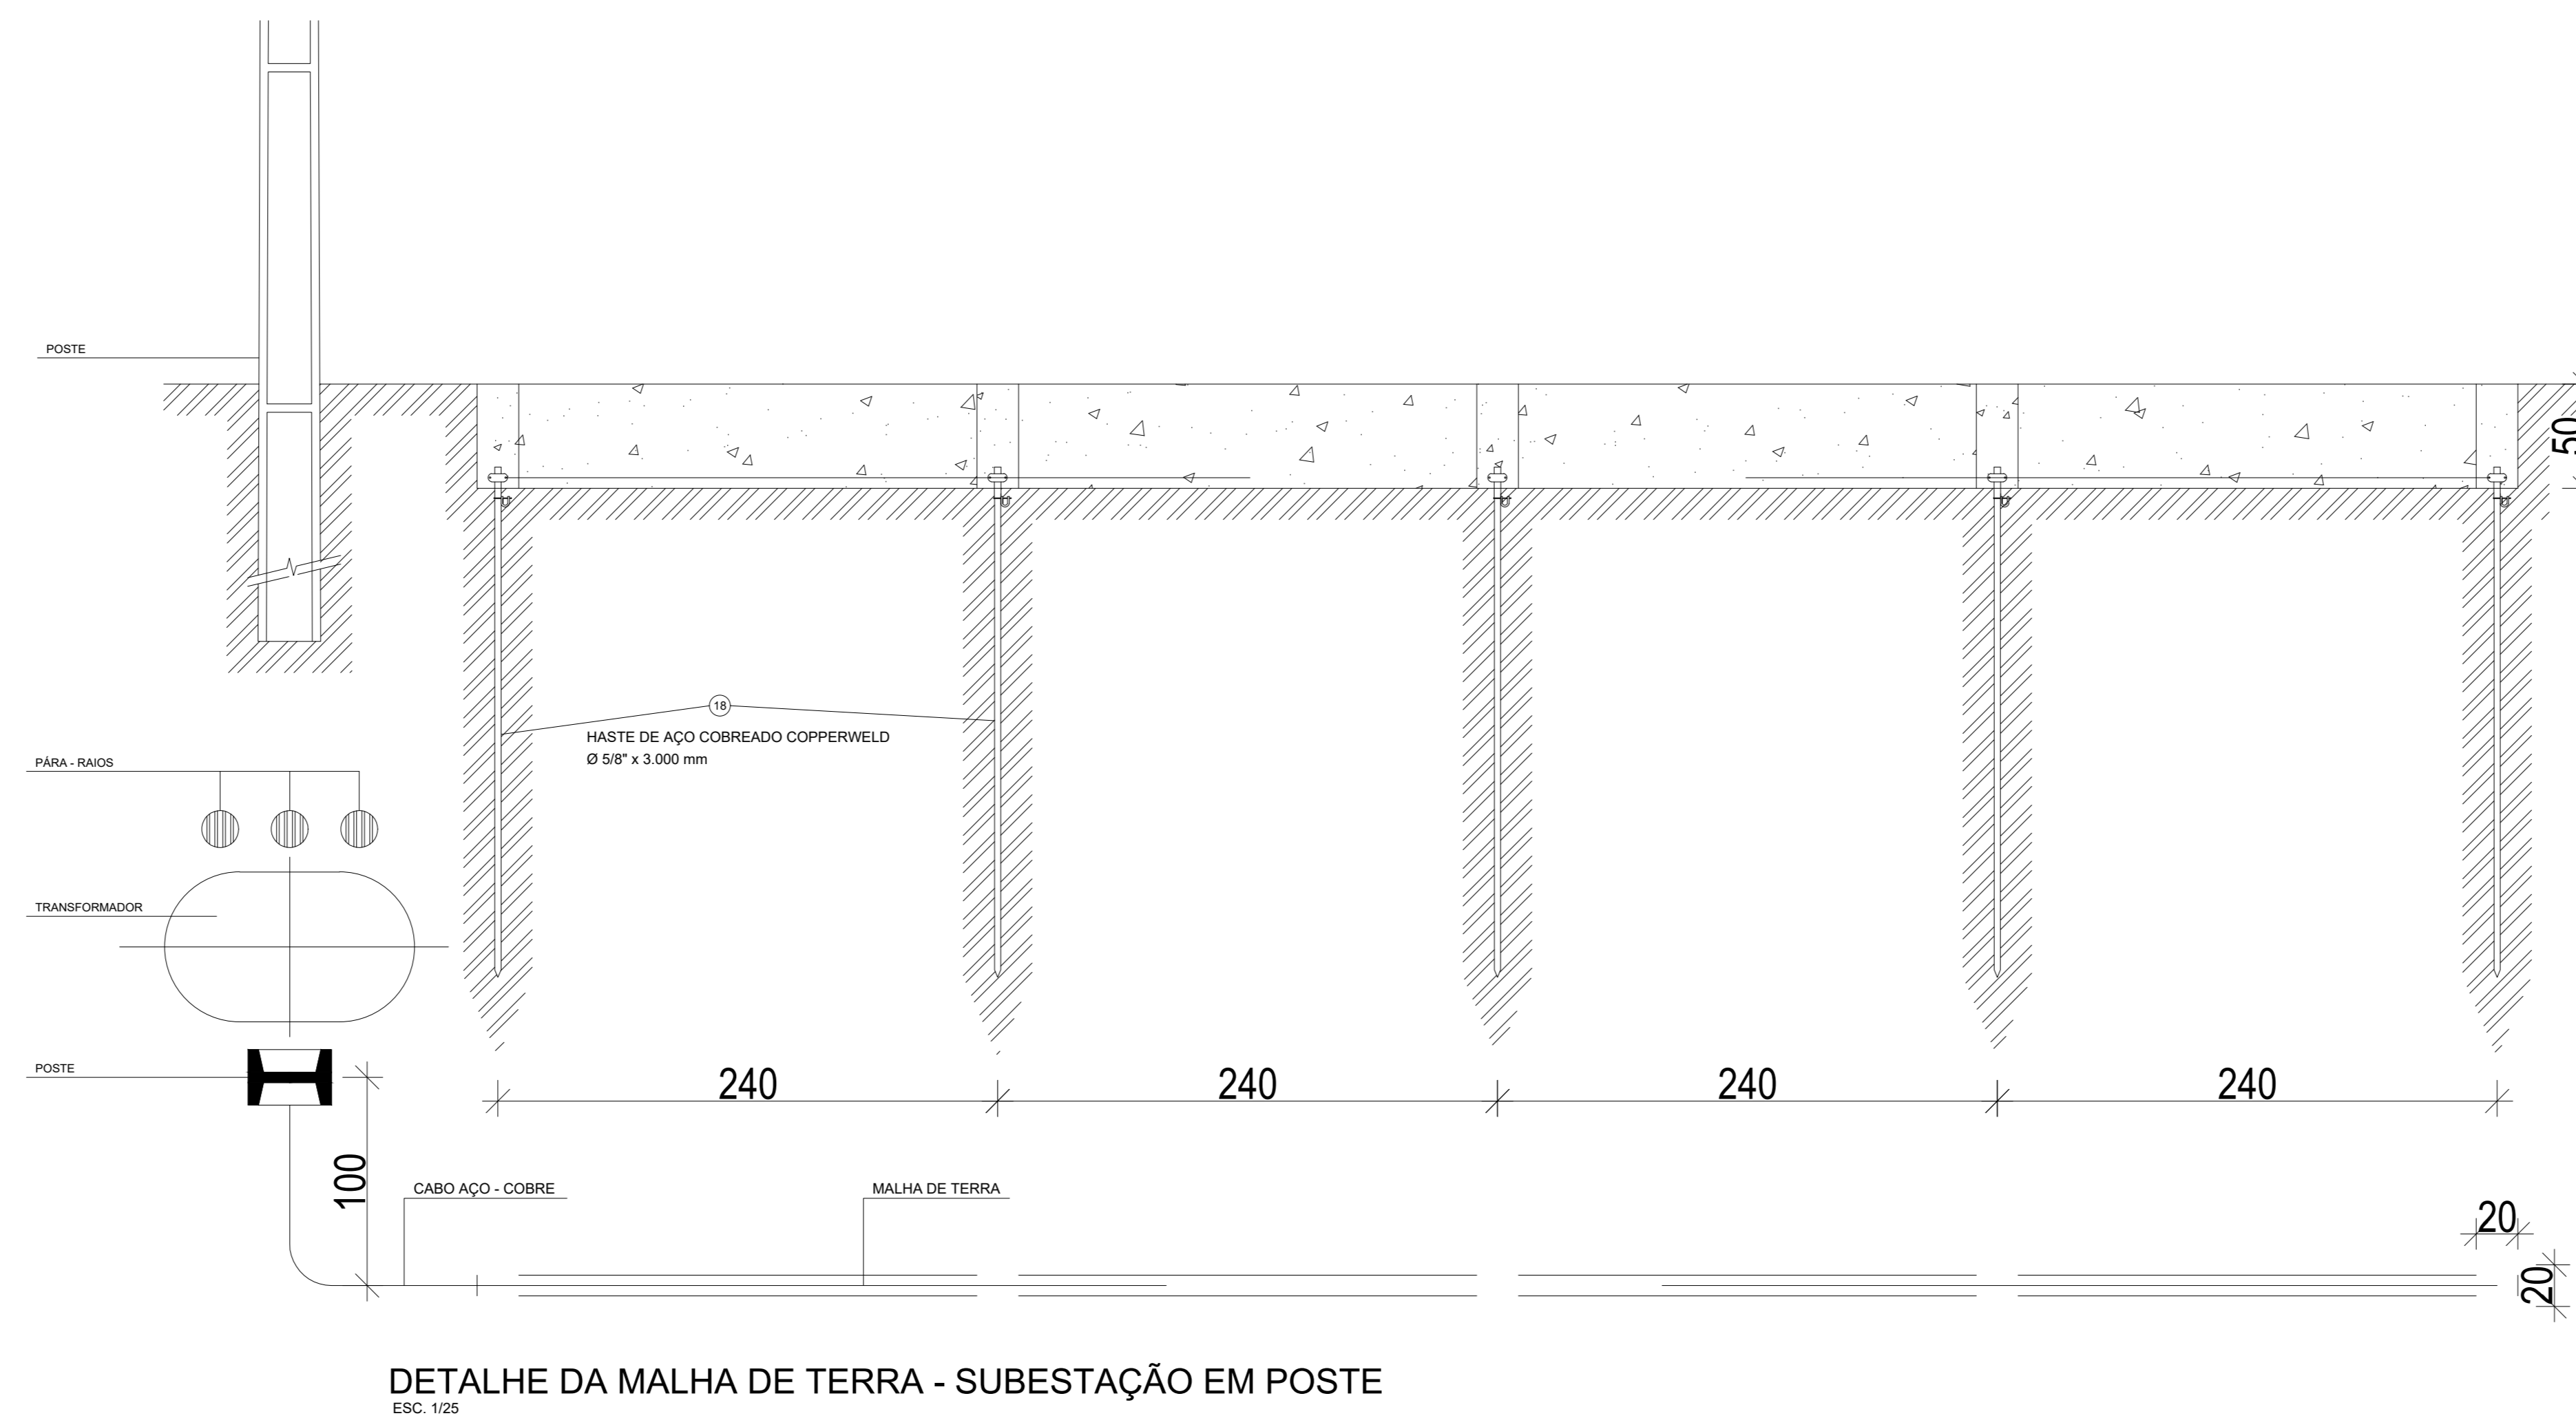 POSTE
50
18
HASTE DE AÇO COBREADO COPPERWELD
Ø 5/8" x 3.000 mm
PÁRA - RAIOS
TRANSFORMADOR
POSTE
240
240
240
240
100
CABO AÇO - COBRE
MALHA DE TERRA
20
20
DETALHE DA MALHA DE TERRA - SUBESTAÇÃO EM POSTE
ESC. 1/25